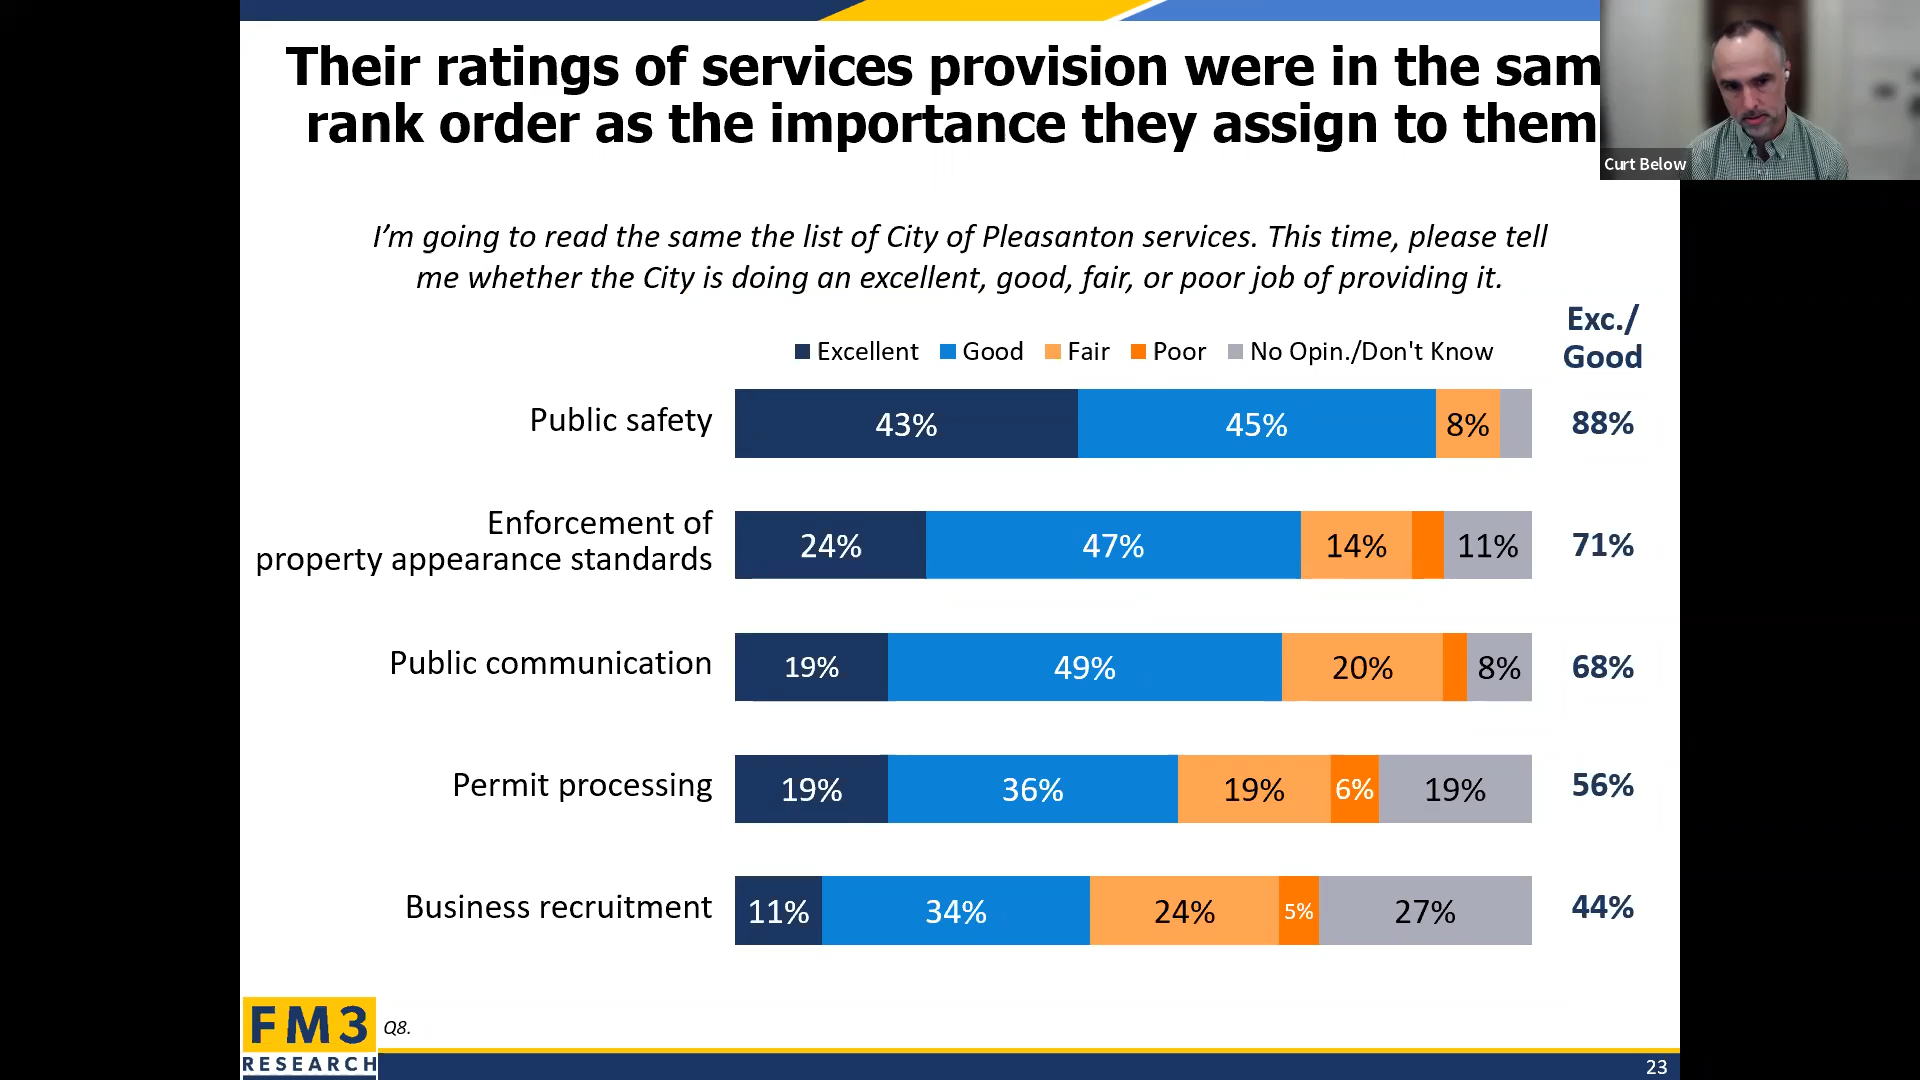 Their ratings of services provision were in the sam
rank order as the importance they assign to them
Curt Below
I'm going to read the same the list of City of Pleasanton services. This time, please tell
me whether the City is doing an excellent, good, fair, or poor job of providing it.
Exc./
Good
Excellent Good Fair Poor No Opin./Don't Know
Public safety 43% 45% 8% 88%
Enforcement of
property appearance standards 24% 47% 14% 11% 71%
Public communication 19% 49% 20% 8% 68%
Permit processing 19% 36% 19% 6% 19% 56%
Business recruitment 11% 34% 24% 5% 27% 44%
FM3
RESEARCH
Q8.
23